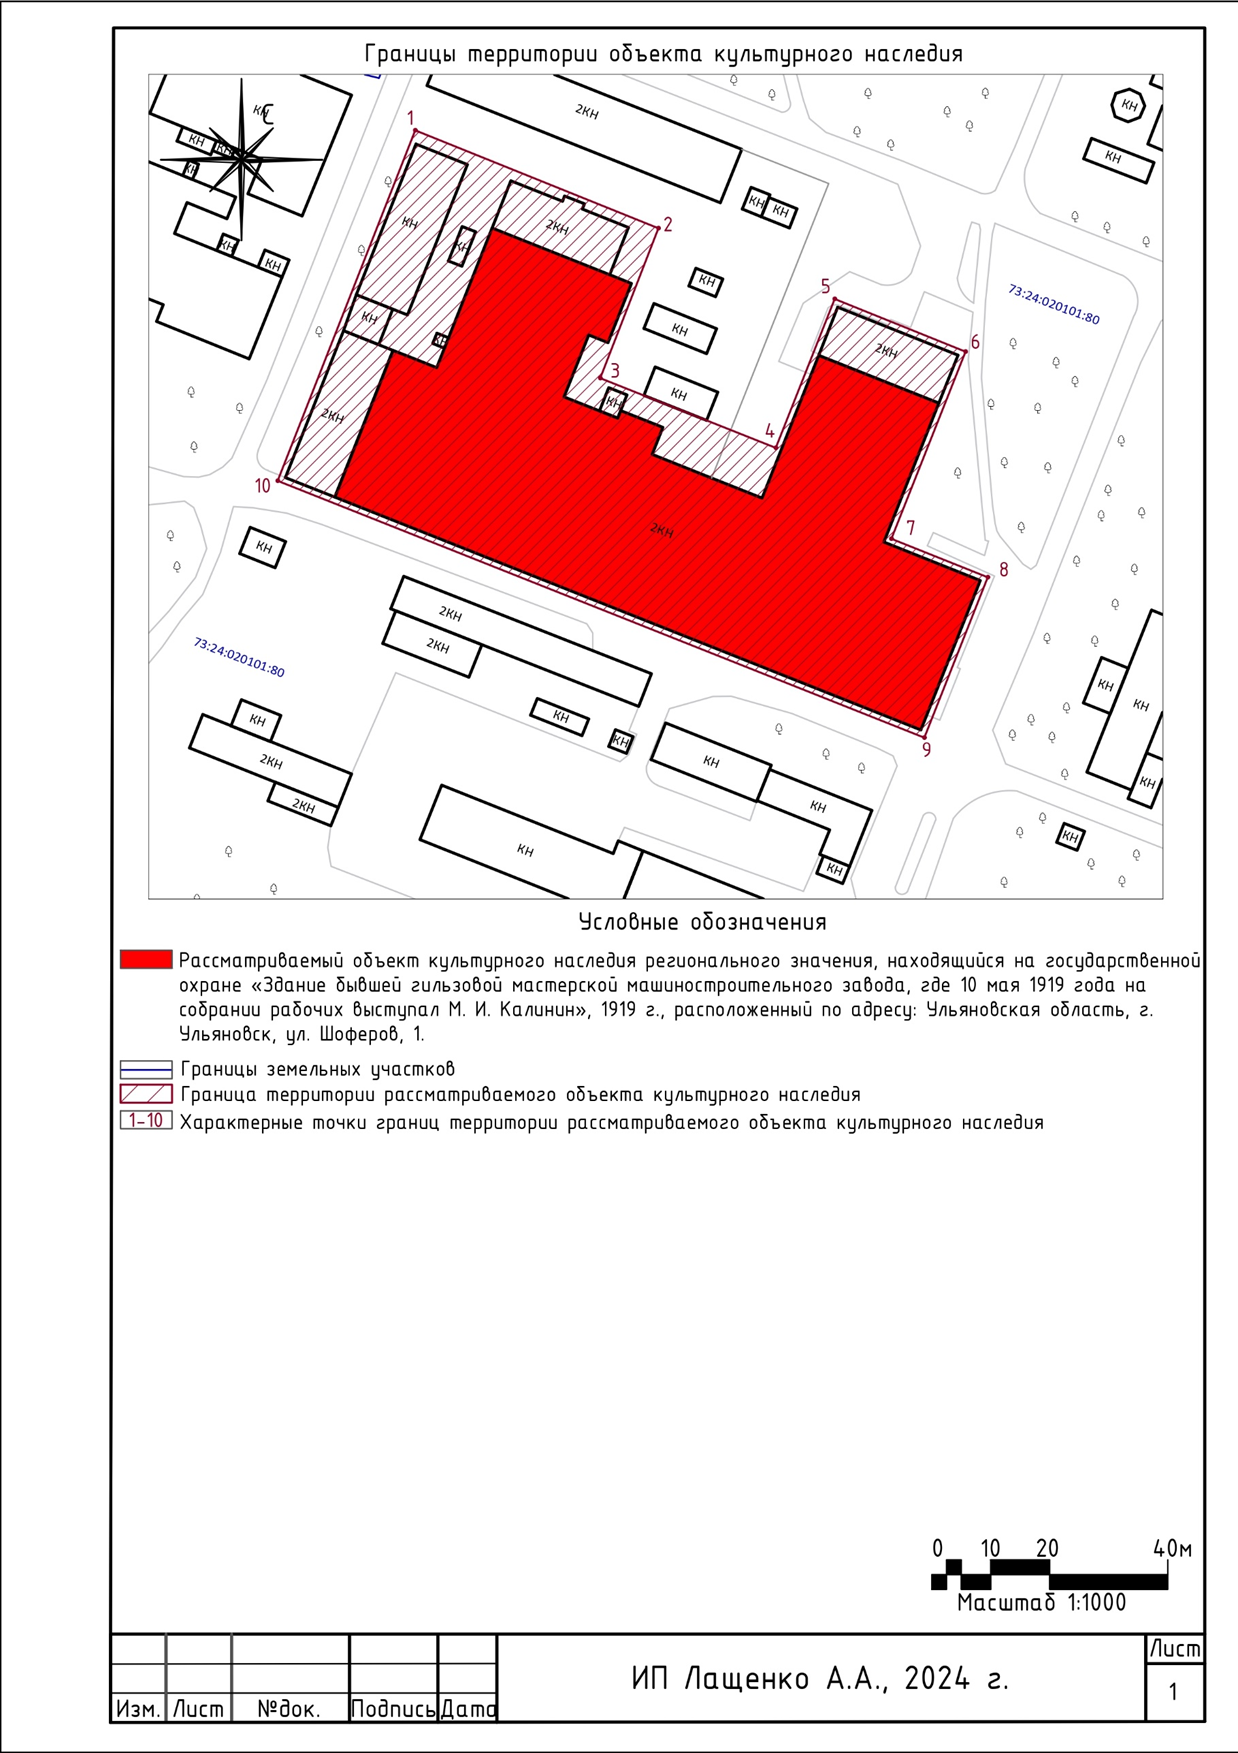 Границы территории объекта культурного наследия
С
КН
КН
КН
КН
КН
КН
1
2КН
КН
КН
КН
КН
2
КН
КН
2КН
КН
5
73:24:020101:80
6
КН
КН
КН
2КН
3
КН
КН
4
2КН
10
2КН
7
КН
8
2КН
2КН
73:24:020101:80
КН
КН
КН
КН
КН
9
2КН
КН
КН
2КН
КН
КН
КН
КН
Условные обозначения
Рассматриваемый объект культурного наследия регионального значения, находящийся на государственной
охране «Здание бывшей гильзовой мастерской машиностроительного завода, где 10 мая 1919 года на
собрании рабочих выступал М. И. Калинин», 1919 г., расположенный по адресу: Ульяновская область, г.
Ульяновск, ул. Шоферов, 1.
Границы земельных участков
Граница территории рассматриваемого объекта культурного наследия
1-10 Характерные точки границ территории рассматриваемого объекта культурного наследия
0 10 20 40м
Масштаб 1:1000
Изм. Лист №док. Подпись Дата
ИП Лащенко А.А., 2024 г.
Лист
1